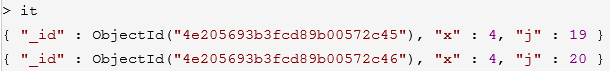 > it
{ "_id" : ObjectId("4e205693b3fcd89b00572c45"), "x" : 4, "j" : 19 }
{ "_id" : ObjectId("4e205693b3fcd89b00572c46"), "x" : 4, "j" : 20 }